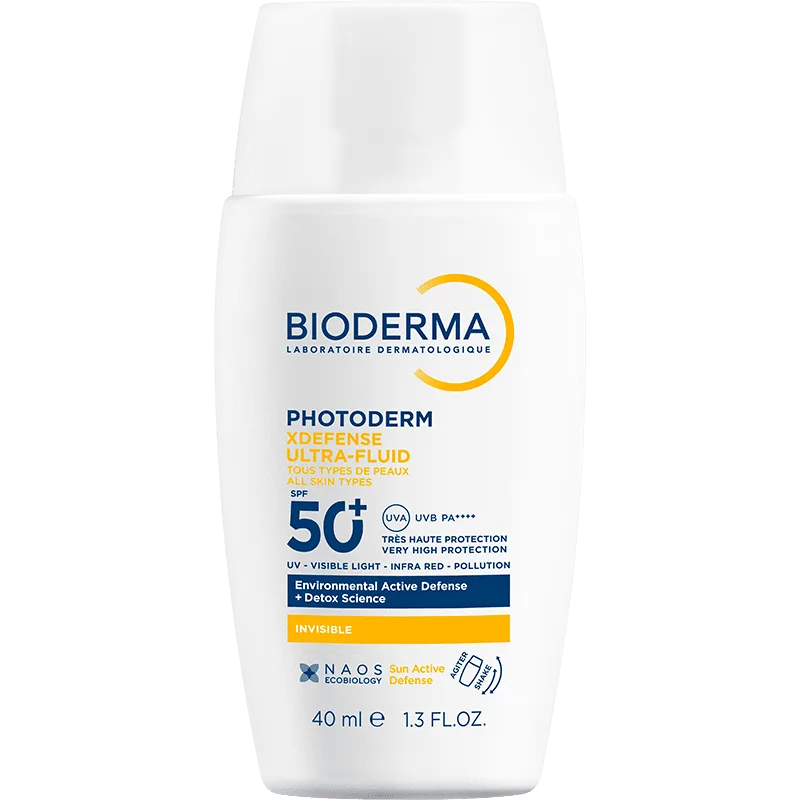 BIODERMA
LABORATOIRE DERMATOLOGIQUE
PHOTODERM
XDEFENSE
ULTRA-FLUID
TOUS TYPES DE PEAUX
ALL SKIN TYPES
SPF
50+
UVA UVB PA++++
TRÈS HAUTE PROTECTION
VERY HIGH PROTECTION
UV - VISIBLE LIGHT - INFRA RED - POLLUTION
Environmental Active Defense
+ Detox Science
INVISIBLE
NAOS
ECOBIOLOGY
Sun Active
Defense
AGITER
SHAKE
40 ml e 1.3 FL.OZ.